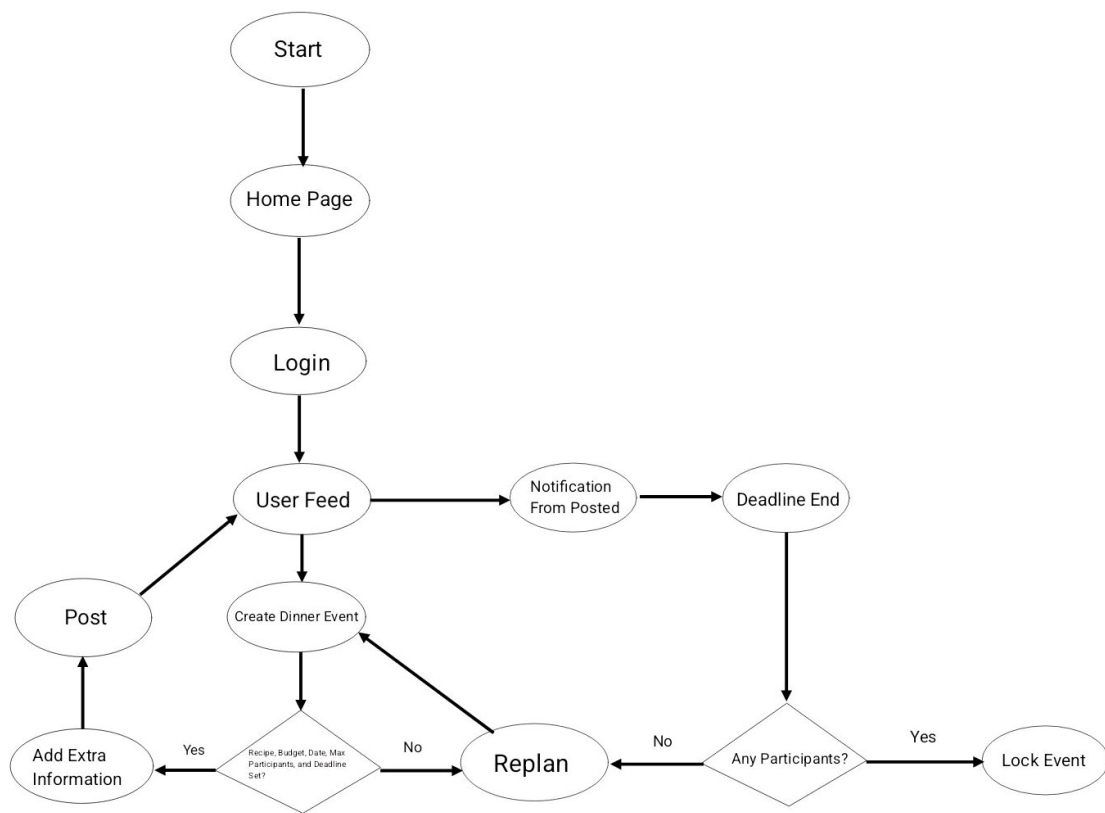 Start
Home Page
Login
User Feed
Notification
From Posted
Deadline End
Post
Create Dinner Event
Add Extra
Information
Yes
Recipe, Budget, Date, Max
Participants, and Deadline
Set?
No
Replan
No
Any Participants?
Yes
Lock Event